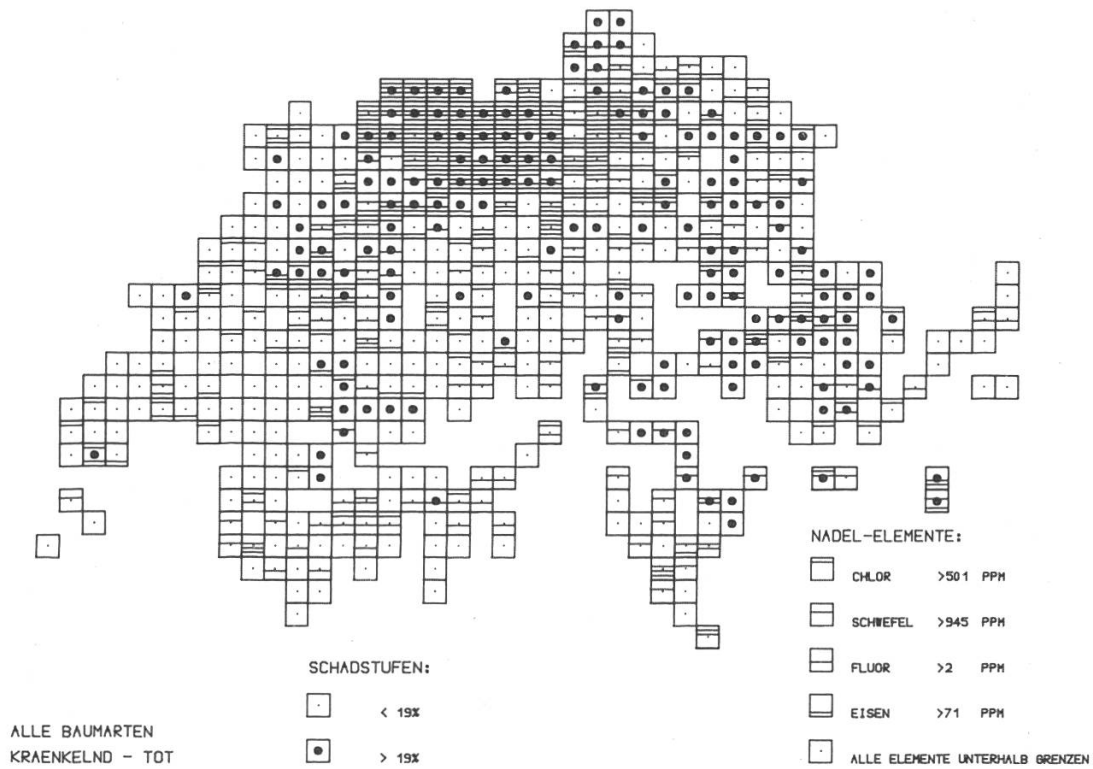 NADEL-ELEMENTE:
CHLOR >501 PPM
SCHWEFEL >945 PPM
FLUOR >2 PPM
EISEN >71 PPM
ALLE ELEMENTE UNTERHALB GRENZEN
SCHADSTUFEN:
< 19%
> 19%
ALLE BAUMARTEN
KRAENKELND - TOT